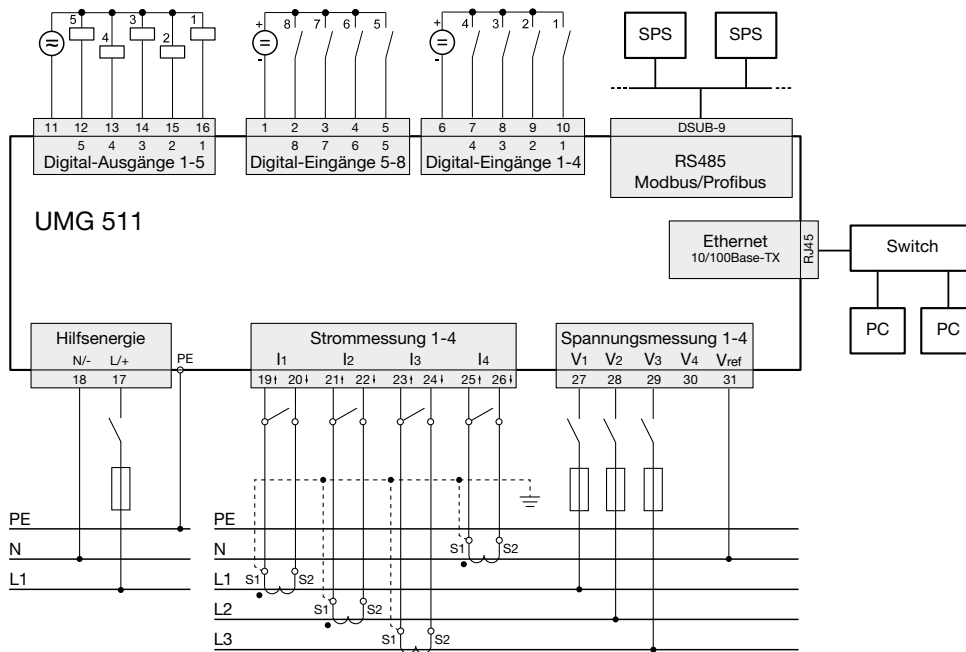 5 4 3 2 1
+ - 8 7 6 5
+ - 4 3 2 1
SPS SPS
11 12 13 14 15 16
5 4 3 2 1
Digital-Ausgänge 1-5
1 2 3 4 5
8 7 6 5
Digital-Eingänge 5-8
6 7 8 9 10
4 3 2 1
Digital-Eingänge 1-4
DSUB-9
RS485
Modbus/Profibus
UMG 511
Ethernet
10/100Base-TX
RJ45
Switch
PC PC
Hilfsenergie
N/- L/+
18 17
PE
Strommessung 1-4
I1 I2 I3 I4
19 20 21 22 23 24 25 26
Spannungsmessung 1-4
V1 V2 V3 V4 Vref
27 28 29 30 31
PE
N
L1
PE
N
L1
L2
L3
S1 S2
S1 S2
S1 S2
S1 S2